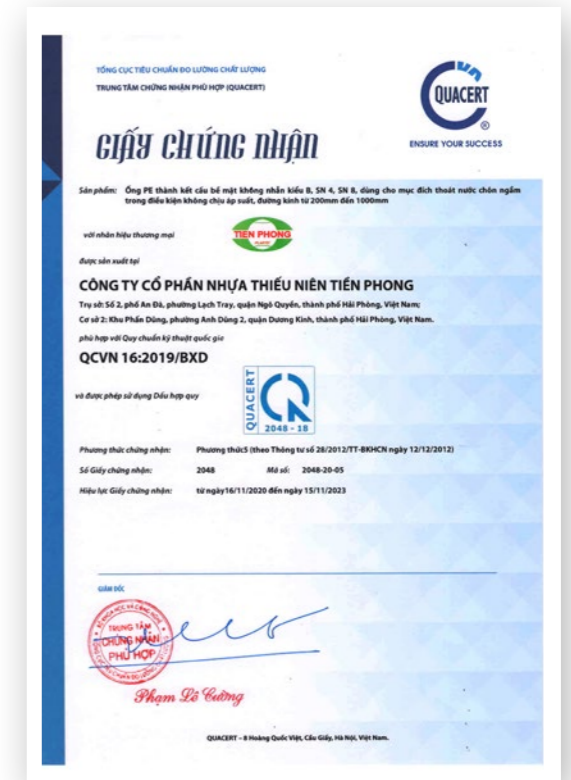 TỔNG CỤC TIÊU CHUẨN ĐO LƯỜNG CHẤT LƯỢNG
TRUNG TÂM CHỨNG NHẬN PHÙ HỢP (QUACERT)
QUACERT
®
ENSURE YOUR SUCCESS
GIẤY CHỨNG NHẬN
Sản phẩm: Ống PE thành kết cấu bề mặt không nhẵn kiểu B, SN 4, SN 8, dùng cho mục đích thoát nước chôn ngầm
trong điều kiện không chịu áp suất, đường kính từ 200mm đến 1000mm
với nhãn hiệu thương mại
TIEN PHONG
PLASTIC
được sản xuất tại
CÔNG TY CỔ PHẦN NHỰA THIẾU NIÊN TIỀN PHONG
Trụ sở: Số 2, phố An Đà, phường Lạch Tray, quận Ngô Quyền, thành phố Hải Phòng, Việt Nam;
Cơ sở 2: Khu Phấn Dũng, phường Anh Dũng 2, quận Dương Kinh, thành phố Hải Phòng, Việt Nam.
phù hợp với Quy chuẩn kỹ thuật quốc gia
QCVN 16:2019/BXD
và được phép sử dụng Dấu hợp quy
QUACERT
2048 - 18
Phương thức chứng nhận: Phương thức5 (theo Thông tư số 28/2012/TT-BKHCN ngày 12/12/2012)
Số Giấy chứng nhận: 2048 Mã số: 2048-20-05
Hiệu lực Giấy chứng nhận: từ ngày16/11/2020 đến ngày 15/11/2023
GIÁM ĐỐC
BỘ KHOA HỌC VÀ CÔNG NGHỆ
TRUNG TÂM
CHỨNG NHẬN
PHÙ HỢP
Phạm Lê Cường
QUACERT – 8 Hoàng Quốc Việt, Cầu Giấy, Hà Nội, Việt Nam.